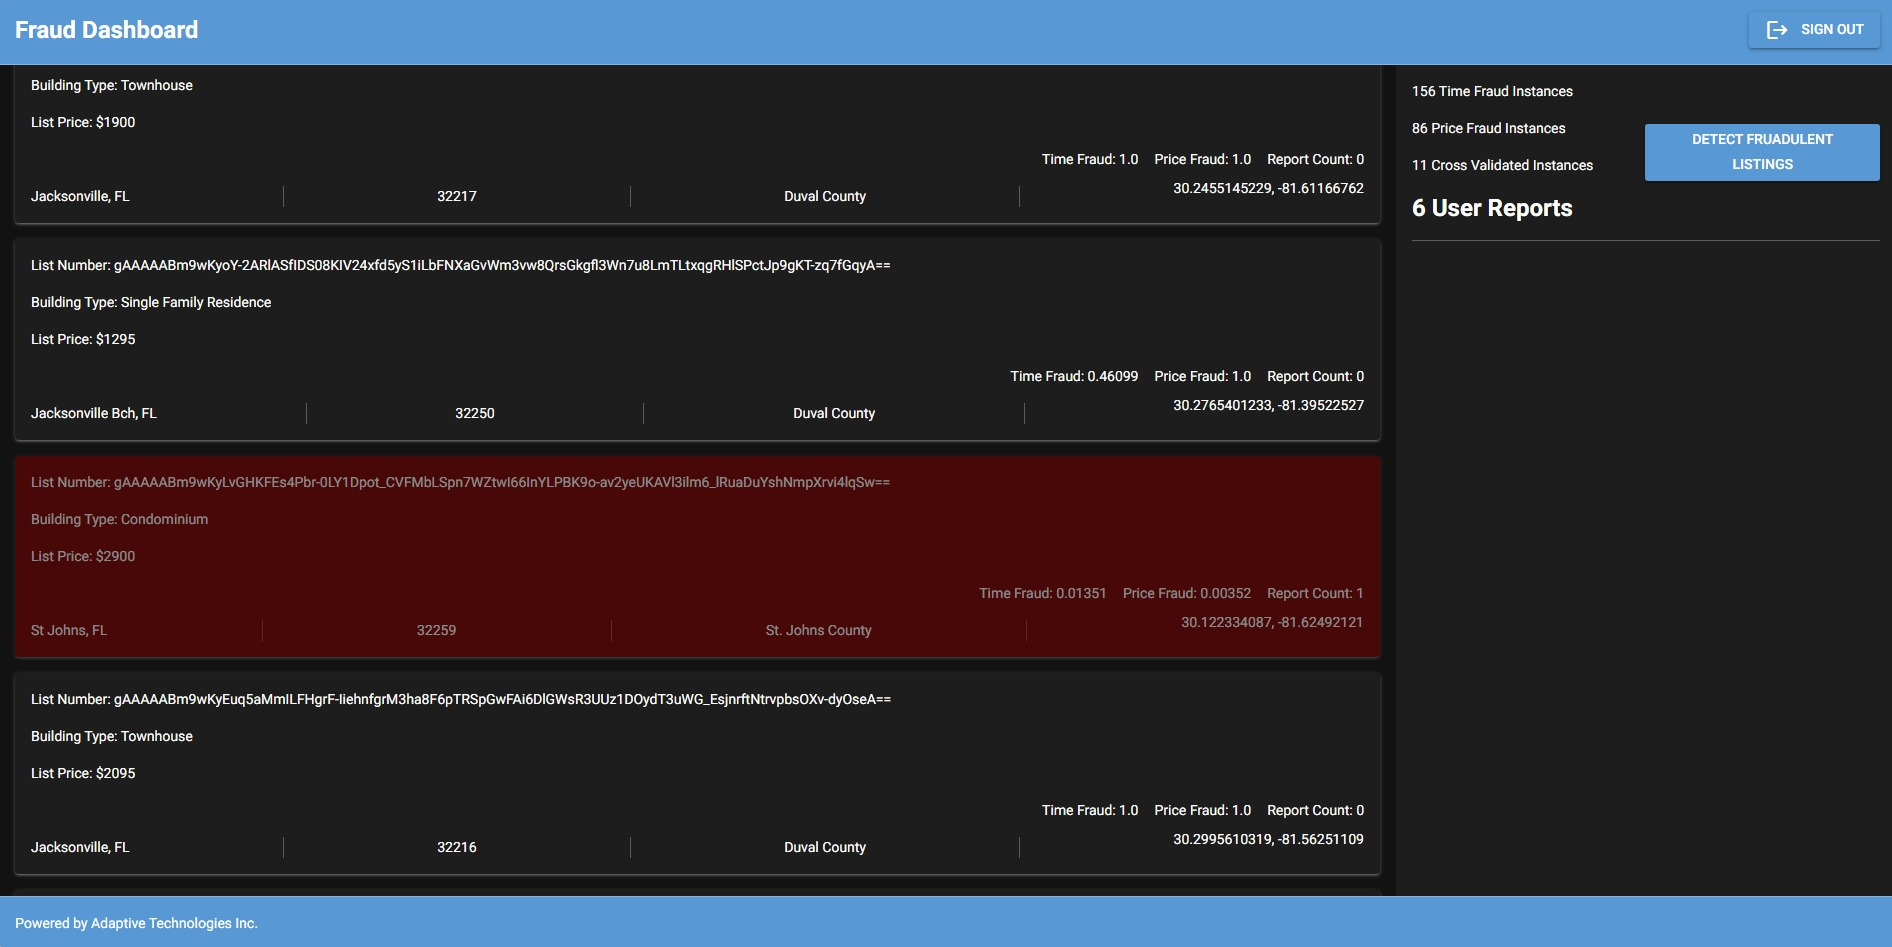 Fraud Dashboard
SIGN OUT
Building Type: Townhouse
List Price: $1900
Time Fraud: 1.0 Price Fraud: 1.0 Report Count: 0
Jacksonville, FL 32217 Duval County 30.2455145229, -81.61166762
List Number: gAAAAABm9wKyoY-2ARlASfIDS08KIV24xfd5yS1iLbFNXaGvWm3vw8QrsGkgfl3Wn7u8LmTLtxqgRHlSPctJp9gKT-zq7fGqyA==
Building Type: Single Family Residence
List Price: $1295
Time Fraud: 0.46099 Price Fraud: 1.0 Report Count: 0
Jacksonville Bch, FL 32250 Duval County 30.2765401233, -81.39522527
List Number: gAAAAABm9wKyLvGHKFEs4Pbr-0LY1Dpot_CVFMbLSpn7WZtwI66InYLPBK9o-av2yeUKAVl3ilm6_lRuaDuYshNmpXrvi4lqSw==
Building Type: Condominium
List Price: $2900
Time Fraud: 0.01351 Price Fraud: 0.00352 Report Count: 1
St Johns, FL 32259 St. Johns County 30.122334087, -81.62492121
List Number: gAAAAABm9wKyEuq5aMmILFHgrF-IiehnfgrM3ha8F6pTRSpGwFAi6DlGWsR3UUz1DOydT3uWG_EsjnrftNtrvpbsOXv-dyOseA==
Building Type: Townhouse
List Price: $2095
Time Fraud: 1.0 Price Fraud: 1.0 Report Count: 0
Jacksonville, FL 32216 Duval County 30.2995610319, -81.56251109
156 Time Fraud Instances
86 Price Fraud Instances
11 Cross Validated Instances
DETECT FRUADULENT
LISTINGS
6 User Reports
Powered by Adaptive Technologies Inc.